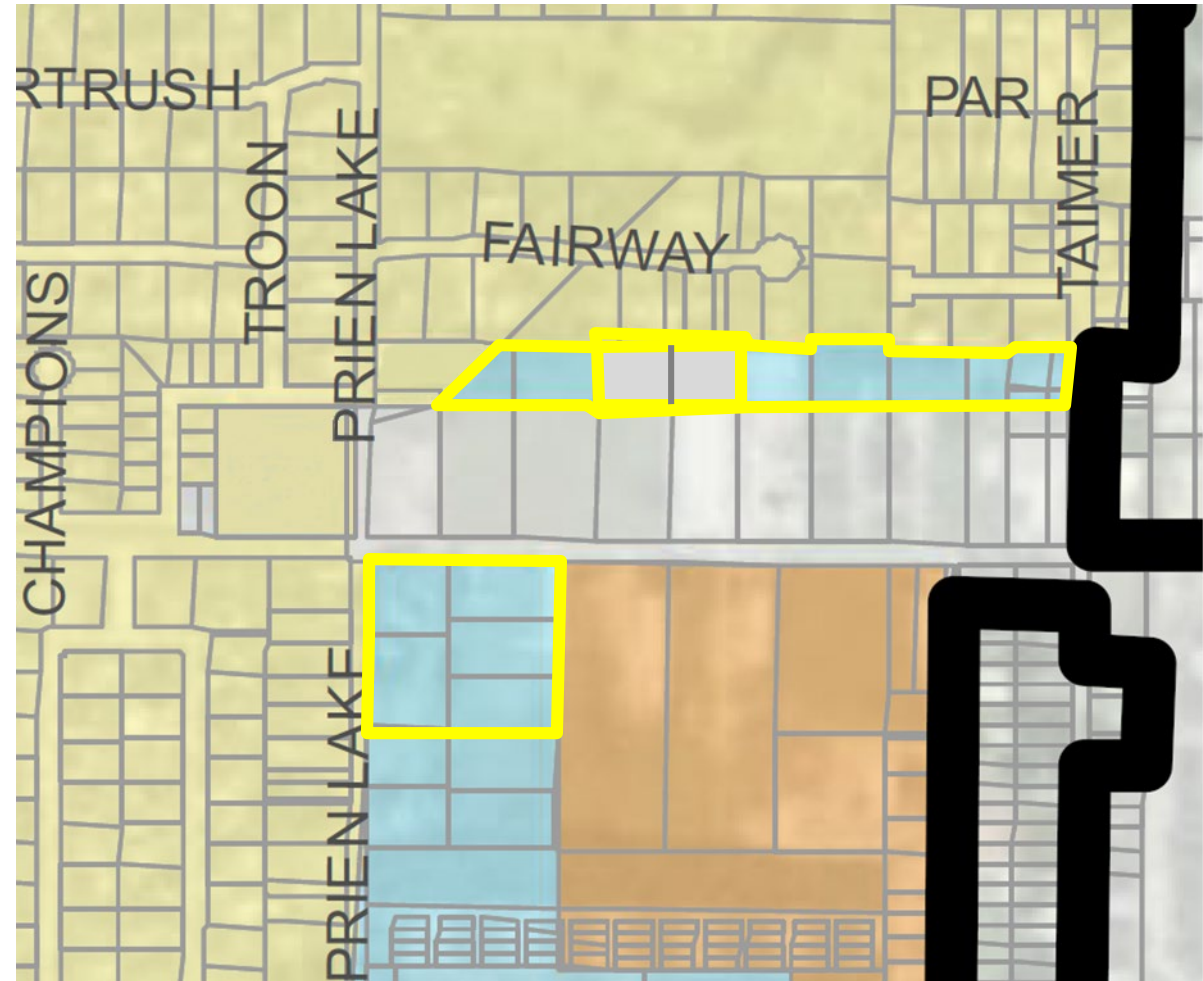 RTRUSH
PAR
TAIMER
TROON
PRIEN LAKE
FAIRWAY
CHAMPIONS
PRIEN LAKE